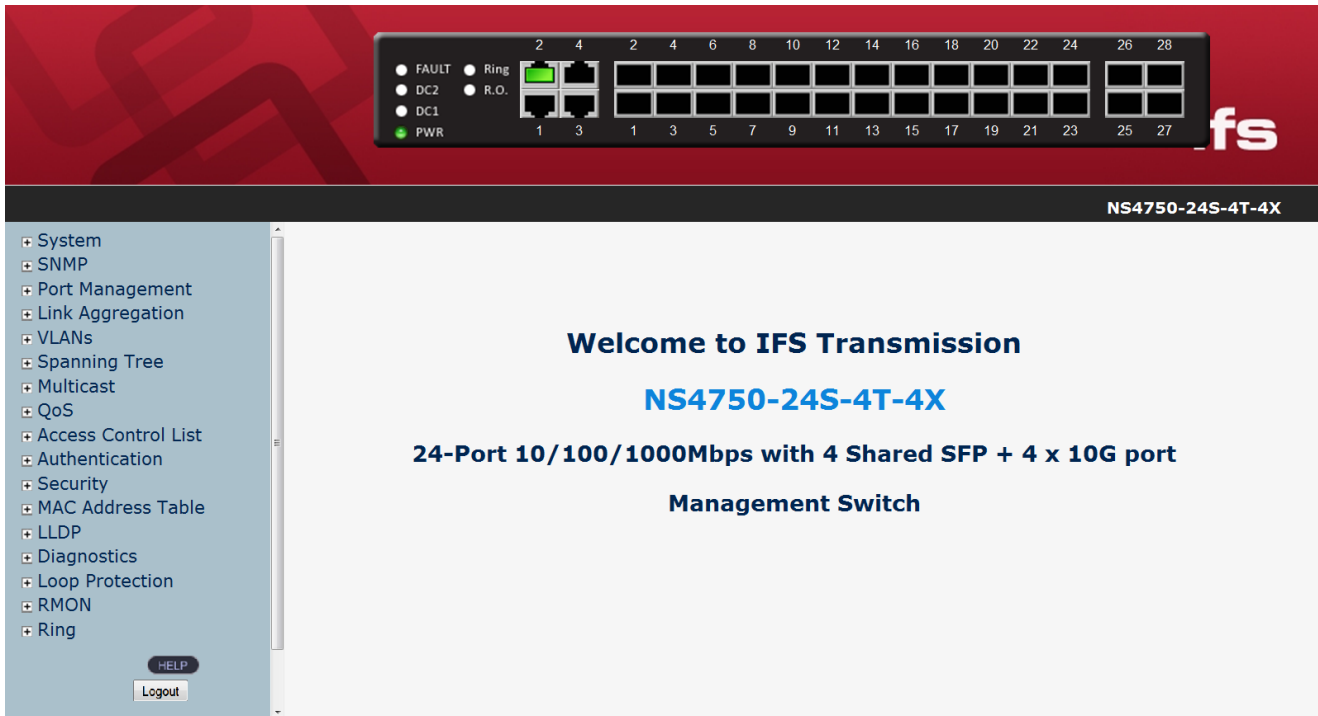 2 4 2 4 6 8 10 12 14 16 18 20 22 24 26 28
FAULT Ring
DC2 R.O.
DC1
PWR
1 3 1 3 5 7 9 11 13 15 17 19 21 23 25 27
ifs
NS4750-24S-4T-4X
System
SNMP
Port Management
Link Aggregation
VLANs
Spanning Tree
Multicast
QoS
Access Control List
Authentication
Security
MAC Address Table
LLDP
Diagnostics
Loop Protection
RMON
Ring
HELP
Logout
Welcome to IFS Transmission
NS4750-24S-4T-4X
24-Port 10/100/1000Mbps with 4 Shared SFP + 4 x 10G port
Management Switch